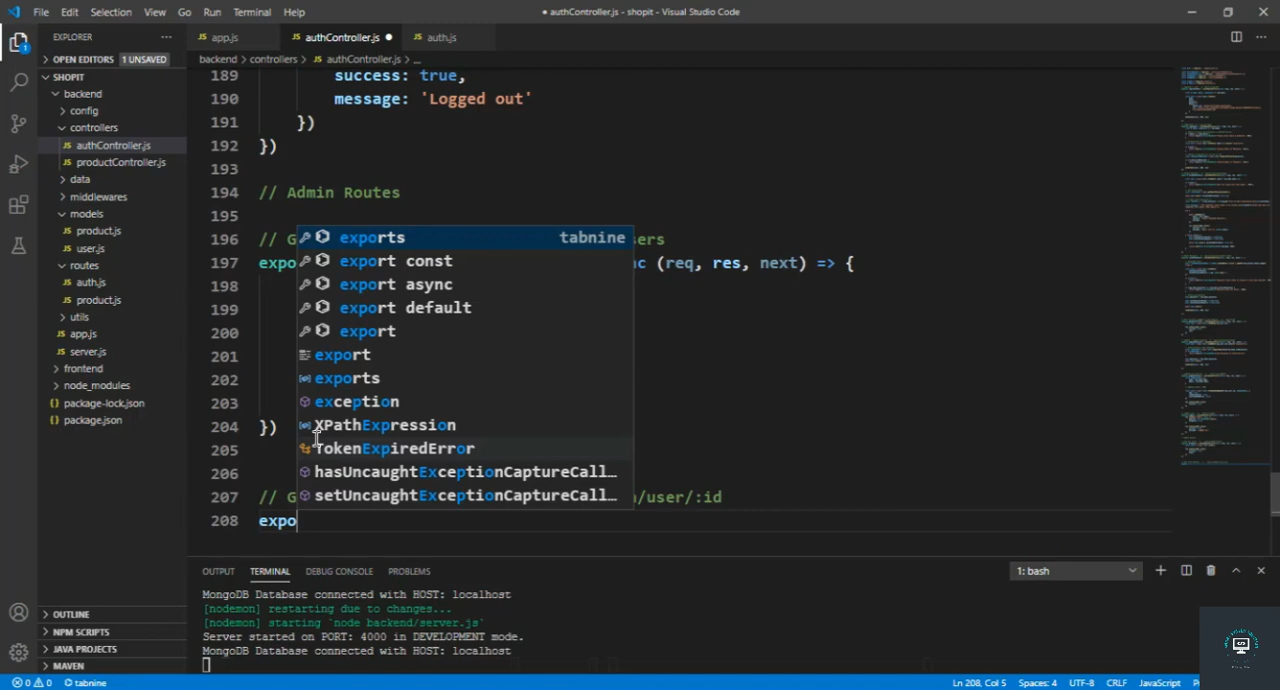 File Edit Selection View Go Run Terminal Help
● authController.js - shopit - Visual Studio Code
EXPLORER
OPEN EDITORS 1 UNSAVED
SHOPIT
backend
config
controllers
authController.js
productController.js
data
middlewares
models
product.js
user.js
routes
auth.js
product.js
utils
app.js
server.js
frontend
node_modules
package-lock.json
package.json
OUTLINE
NPM SCRIPTS
JAVA PROJECTS
MAVEN
app.js authController.js ● auth.js
backend > controllers > authController.js > ...
189 success: true,
190 message: 'Logged out'
191 })
192 })
193
194 // Admin Routes
195
196 // G
197 expo (req, res, next) => {
198
199
200
201
202
203
204 })
205
206
207 // G /user/:id
208 expo
exports tabnine
export const
export async
export default
export
export
exports
exception
XPathExpression
TokenExpiredError
hasUncaughtExceptionCaptureCall…
setUncaughtExceptionCaptureCall…
OUTPUT TERMINAL DEBUG CONSOLE PROBLEMS
1: bash
MongoDB Database connected with HOST: localhost
[nodemon] restarting due to changes...
[nodemon] starting `node backend/server.js`
Server started on PORT: 4000 in DEVELOPMENT mode.
MongoDB Database connected with HOST: localhost
0 0 tabnine
Ln 208, Col 5 Spaces: 4 UTF-8 CRLF JavaScript